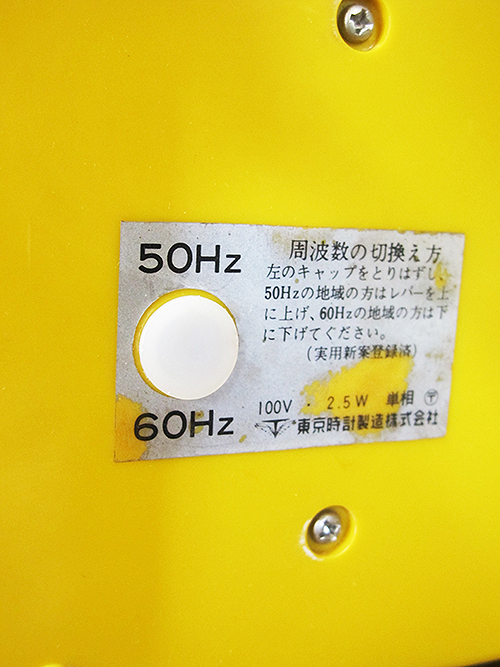 50Hz
60Hz
周波数の切換え方
左のキャップをとりはずし、
50Hzの地域の方はレバーを上
に上げ、60Hzの地域の方は下
に下げてください。
(実用新案登録済)
100V · 2.5W 単相 〶
東京時計製造株式会社